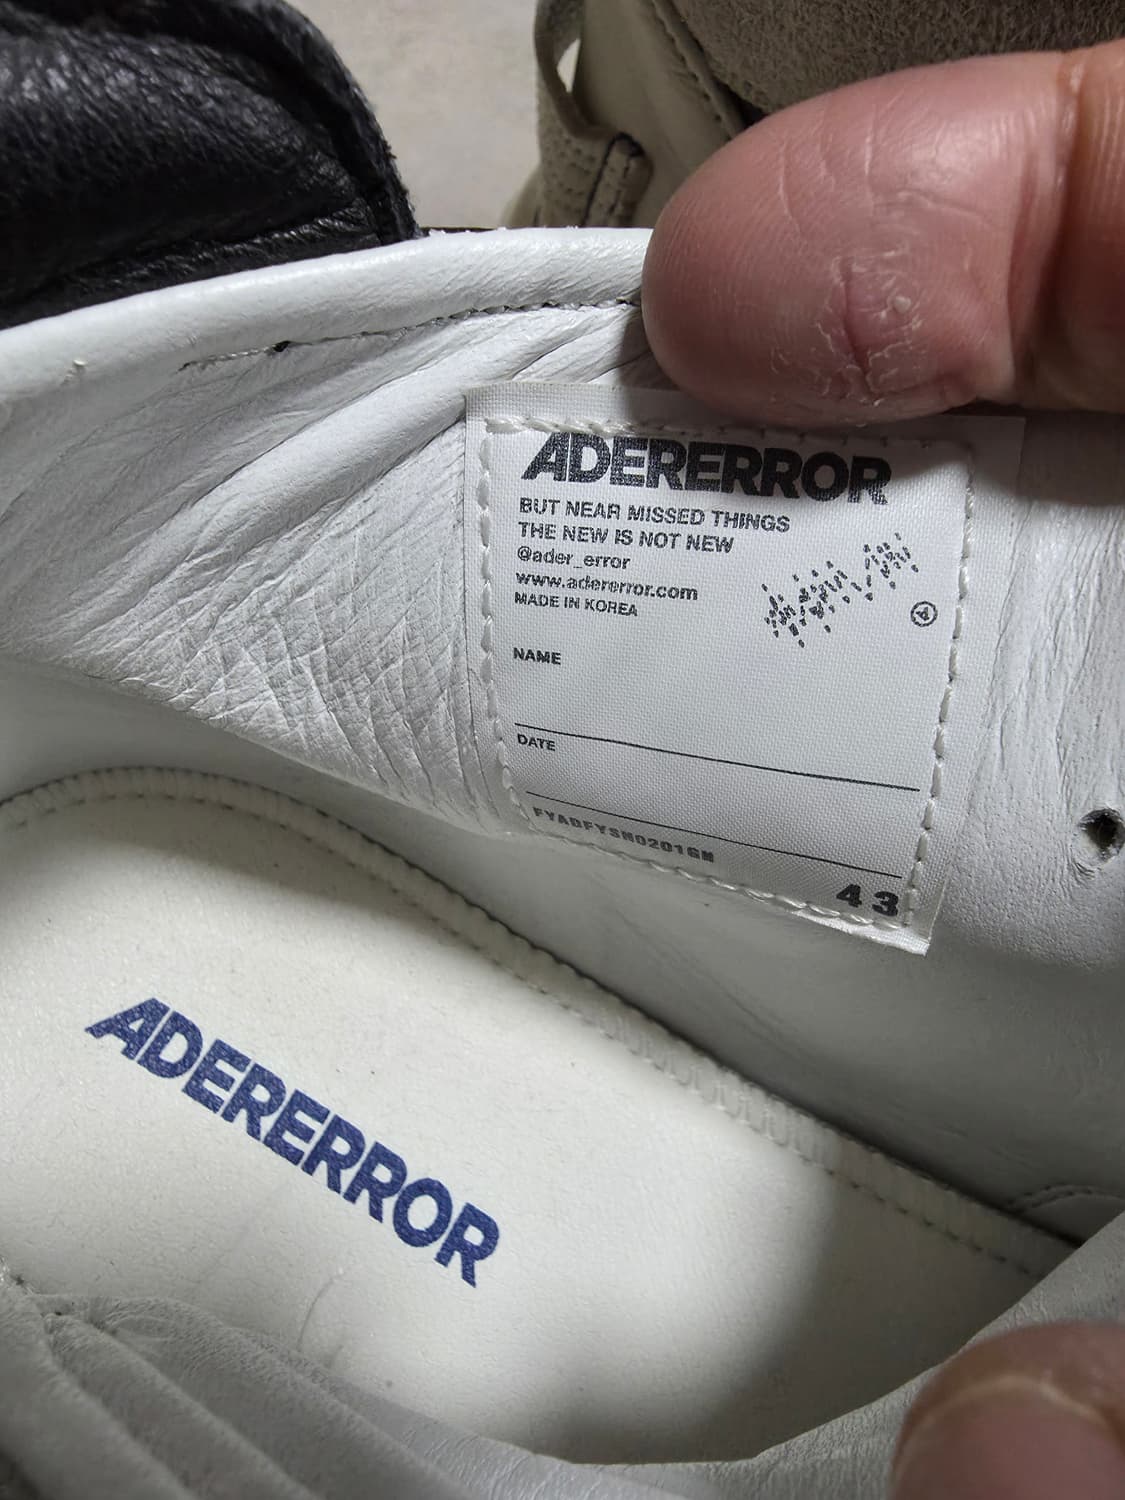 ADERERROR
BUT NEAR MISSED THINGS
THE NEW IS NOT NEW
@ader_error
www.adererror.com
MADE IN KOREA
Ⓐ
NAME
DATE
FYADFYSN0201GN
43
ADERERROR